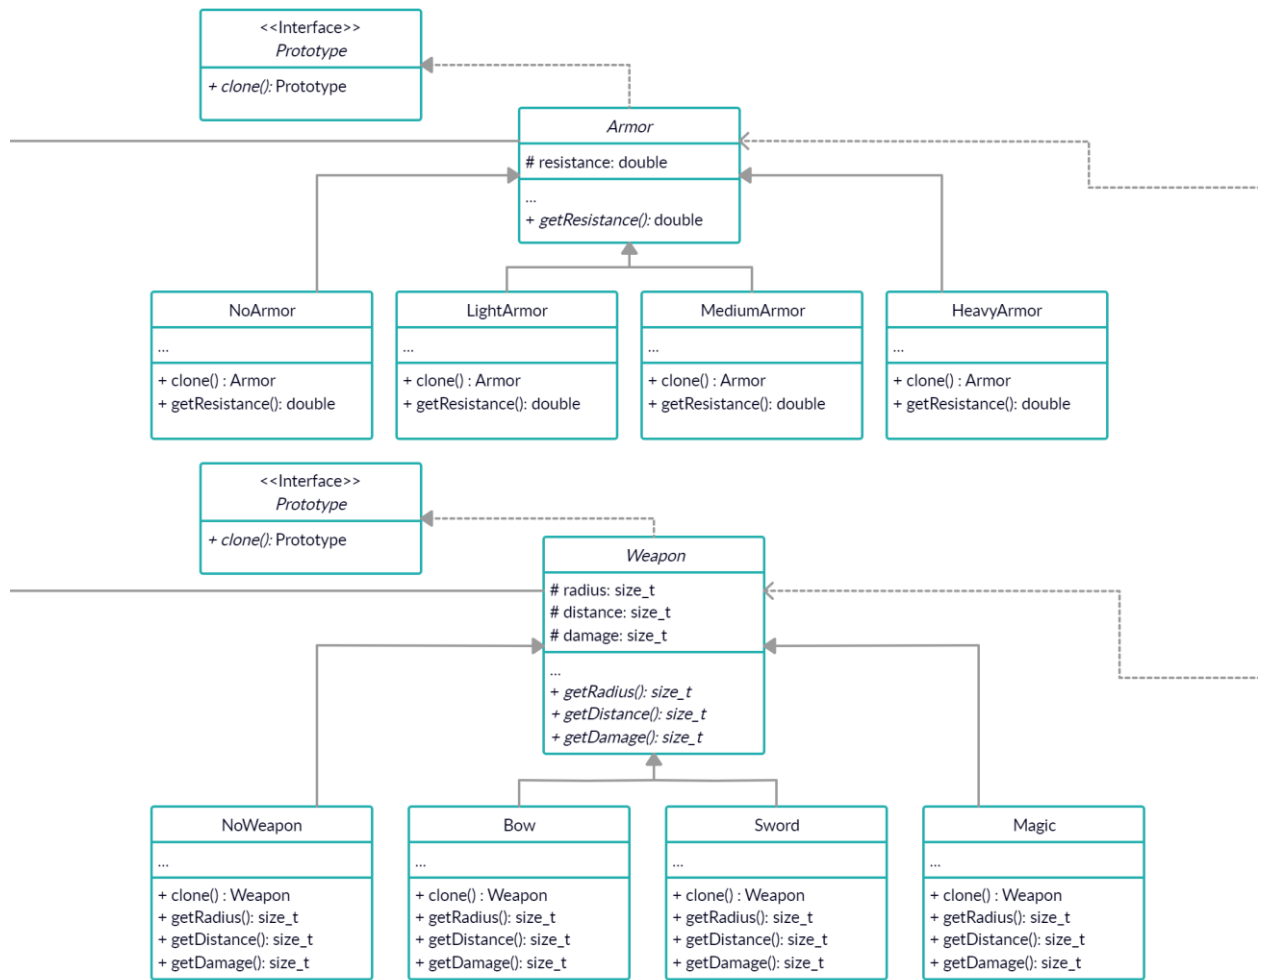 <<Interface>>
Prototype
+ clone(): Prototype
Armor
# resistance: double
...
+ getResistance(): double
NoArmor
...
+ clone() : Armor
+ getResistance(): double
LightArmor
...
+ clone() : Armor
+ getResistance(): double
MediumArmor
...
+ clone() : Armor
+ getResistance(): double
HeavyArmor
...
+ clone() : Armor
+ getResistance(): double
<<Interface>>
Prototype
+ clone(): Prototype
Weapon
# radius: size_t
# distance: size_t
# damage: size_t
...
+ getRadius(): size_t
+ getDistance(): size_t
+ getDamage(): size_t
NoWeapon
...
+ clone() : Weapon
+ getRadius(): size_t
+ getDistance(): size_t
+ getDamage(): size_t
Bow
...
+ clone() : Weapon
+ getRadius(): size_t
+ getDistance(): size_t
+ getDamage(): size_t
Sword
...
+ clone() : Weapon
+ getRadius(): size_t
+ getDistance(): size_t
+ getDamage(): size_t
Magic
...
+ clone() : Weapon
+ getRadius(): size_t
+ getDistance(): size_t
+ getDamage(): size_t